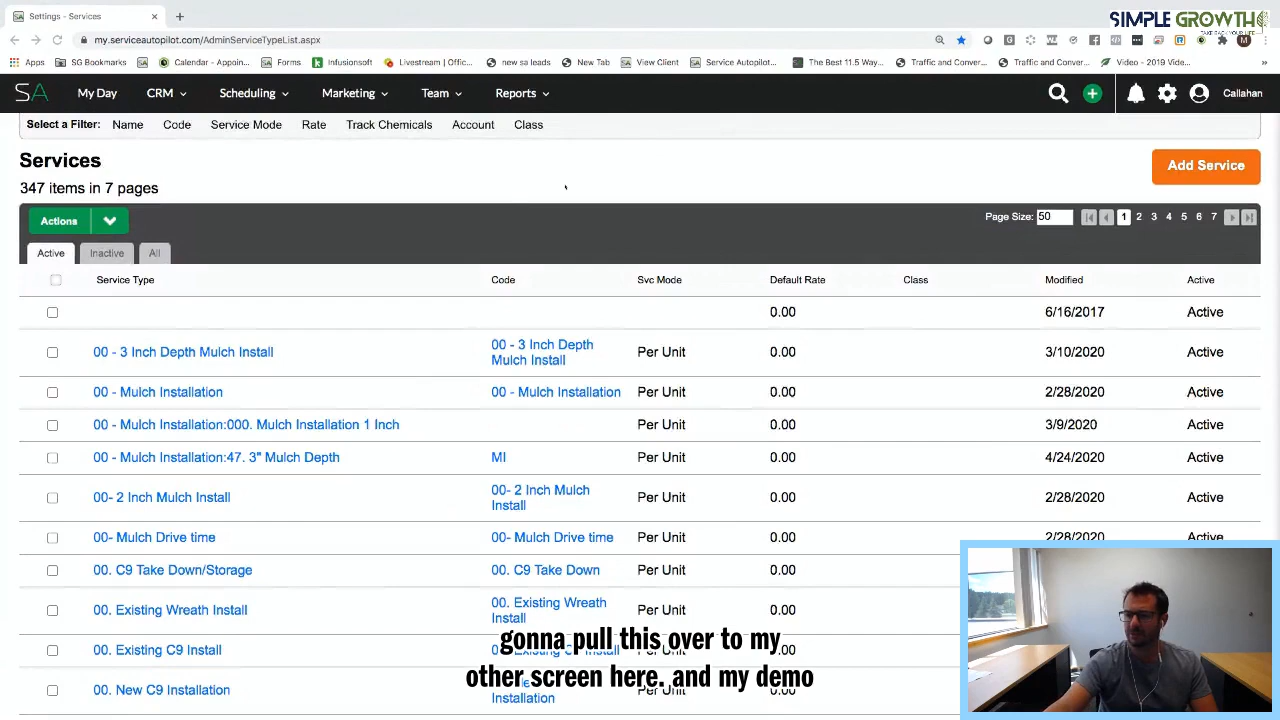 Settings - Services
SIMPLE GROWTH
TAKE BACK YOUR LIFE
my.serviceautopilot.com/AdminServiceTypeList.aspx
Apps
SG Bookmarks
Calendar - Appoin...
Forms
Infusionsoft
Livestream | Offlin...
new sa leads
New Tab
View Client
Service Autopilot...
The Best 11.5 Way...
Traffic and Conver...
Traffic and Conver...
Video - 2019 Vide...
SA My Day CRM Scheduling Marketing Team Reports Callahan
Select a Filter: Name Code Service Mode Rate Track Chemicals Account Class
Services
Add Service
347 items in 7 pages
Actions
Page Size: 50 1 2 3 4 5 6 7
Active Inactive All
Service Type Code Svc Mode Default Rate Class Modified Active
0.00 6/16/2017 Active
00 - 3 Inch Depth Mulch Install 00 - 3 Inch Depth Mulch Install Per Unit 0.00 3/10/2020 Active
00 - Mulch Installation 00 - Mulch Installation Per Unit 0.00 2/28/2020 Active
00 - Mulch Installation:000. Mulch Installation 1 Inch Per Unit 0.00 3/9/2020 Active
00 - Mulch Installation:47. 3" Mulch Depth MI Per Unit 0.00 4/24/2020 Active
00- 2 Inch Mulch Install 00- 2 Inch Mulch Install Per Unit 0.00 2/28/2020 Active
00- Mulch Drive time 00- Mulch Drive time Per Unit 0.00 2/28/2020 Active
00. C9 Take Down/Storage 00. C9 Take Down Per Unit 0.00
00. Existing Wreath Install 00. Existing Wreath Install Per Unit 0.00
00. Existing C9 Install Per Unit 0.00
00. New C9 Installation Installation Per Unit 0.00
gonna pull this over to my
other screen here. and my demo